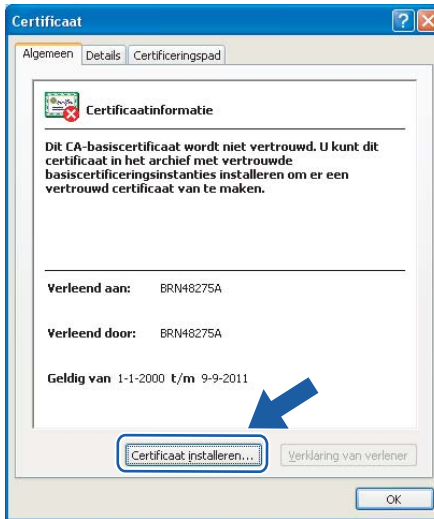 Certificaat
Algemeen Details Certificeringspad
Certificaatinformatie
Dit CA-basiscertificaat wordt niet vertrouwd. U kunt dit
certificaat in het archief met vertrouwde
basiscertificeringsinstanties installeren om er een
vertrouwd certificaat van te maken.
Verleend aan: BRN48275A
Verleend door: BRN48275A
Geldig van 1-1-2000 t/m 9-9-2011
Certificaat installeren... Verklaring van verlener
OK